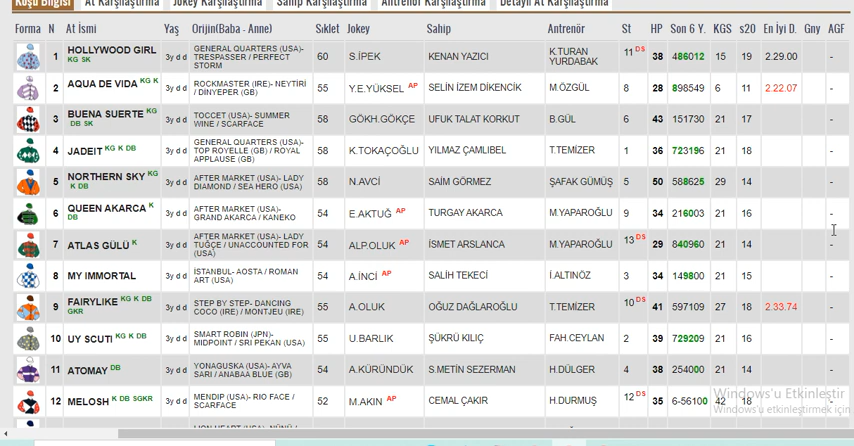 Koşu Bilgisi At Karşılaştırma Jokey Karşılaştırma Sahip Karşılaştırma Antrenör Karşılaştırma Detaylı At Karşılaştırma
Forma N At İsmi Yaş Orijin(Baba - Anne) Sıklet Jokey Sahip Antrenör St HP Son 6 Y. KGS s20 En İyi D. Gny AGF
1 HOLLYWOOD GIRL KG SK 3y d d GENERAL QUARTERS (USA)- TRESPASSER / PERFECT STORM 60 S.İPEK KENAN YAZICI K.TURAN YURDABAK 11 DS 38 486012 15 19 2.29.00 -
2 AQUA DE VIDA KG K DB 3y d d ROCKMASTER (IRE)- NEYTİRİ / DİNYEPER (GB) 55 Y.E.YÜKSEL AP SELİN İZEM DİKENCİK M.ÖZGÜL 8 28 898549 6 11 2.22.07 -
3 BUENA SUERTE KG DB SK 3y d d TOCCET (USA)- SUMMER WINE / SCARFACE 58 GÖKH.GÖKÇE UFUK TALAT KORKUT B.GÜL 6 43 151730 21 17 -
4 JADEIT KG K DB 3y d d GENERAL QUARTERS (USA)- TOP ROYELLE (GB) / ROYAL APPLAUSE (GB) 58 K.TOKAÇOĞLU YILMAZ ÇAMLIBEL T.TEMİZER 1 36 723196 21 18 -
5 NORTHERN SKY KG K DB 3y d d AFTER MARKET (USA)- LADY DIAMOND / SEA HERO (USA) 58 N.AVCİ SAİM GÖRMEZ ŞAFAK GÜMÜŞ 5 50 588625 29 14 -
6 QUEEN AKARCA K DB 3y d d AFTER MARKET (USA)- GRAND AKARCA / KANEKO 54 E.AKTUĞ AP TURGAY AKARCA M.YAPAROĞLU 9 34 216003 21 16 -
7 ATLAS GÜLÜ K 3y d d AFTER MARKET (USA)- LADY TUĞÇE / UNACCOUNTED FOR (USA) 54 ALP.OLUK AP İSMET ARSLANCA M.YAPAROĞLU 13 DS 29 840960 21 14 -
8 MY IMMORTAL 3y d d İSTANBUL- AOSTA / ROMAN ART (USA) 54 A.İNCİ AP SALİH TEKECİ İ.ALTINÖZ 3 34 149800 21 15 -
9 FAIRYLIKE KG K DB GKR 3y d d STEP BY STEP- DANCING COCO (IRE) / MONTJEU (IRE) 55 A.OLUK OĞUZ DAĞLAROĞLU T.TEMİZER 10 DS 41 597109 27 18 2.33.74 -
10 UY SCUTI KG K DB 3y d d SMART ROBIN (JPN)- MIDPOINT / SRI PEKAN (USA) 55 U.BARLIK ŞÜKRÜ KILIÇ FAH.CEYLAN 2 39 729209 21 16 -
11 ATOMAY DB 3y d d YONAGUSKA (USA)- AYVA SARI / ANABAA BLUE (GB) 54 A.KÜRÜNDÜK S.METİN SEZERMAN H.DÜLGER 4 38 254000 21 14 -
12 MELOSH K DB SGKR 3y d d MENDIP (USA)- RIO FACE / SCARFACE 52 M.AKIN AP CEMAL ÇAKIR H.DURMUŞ 12 DS 35 6-56100 42 18 -
Windows'u Etkinleştir
Windows'u etkinleştirmek için